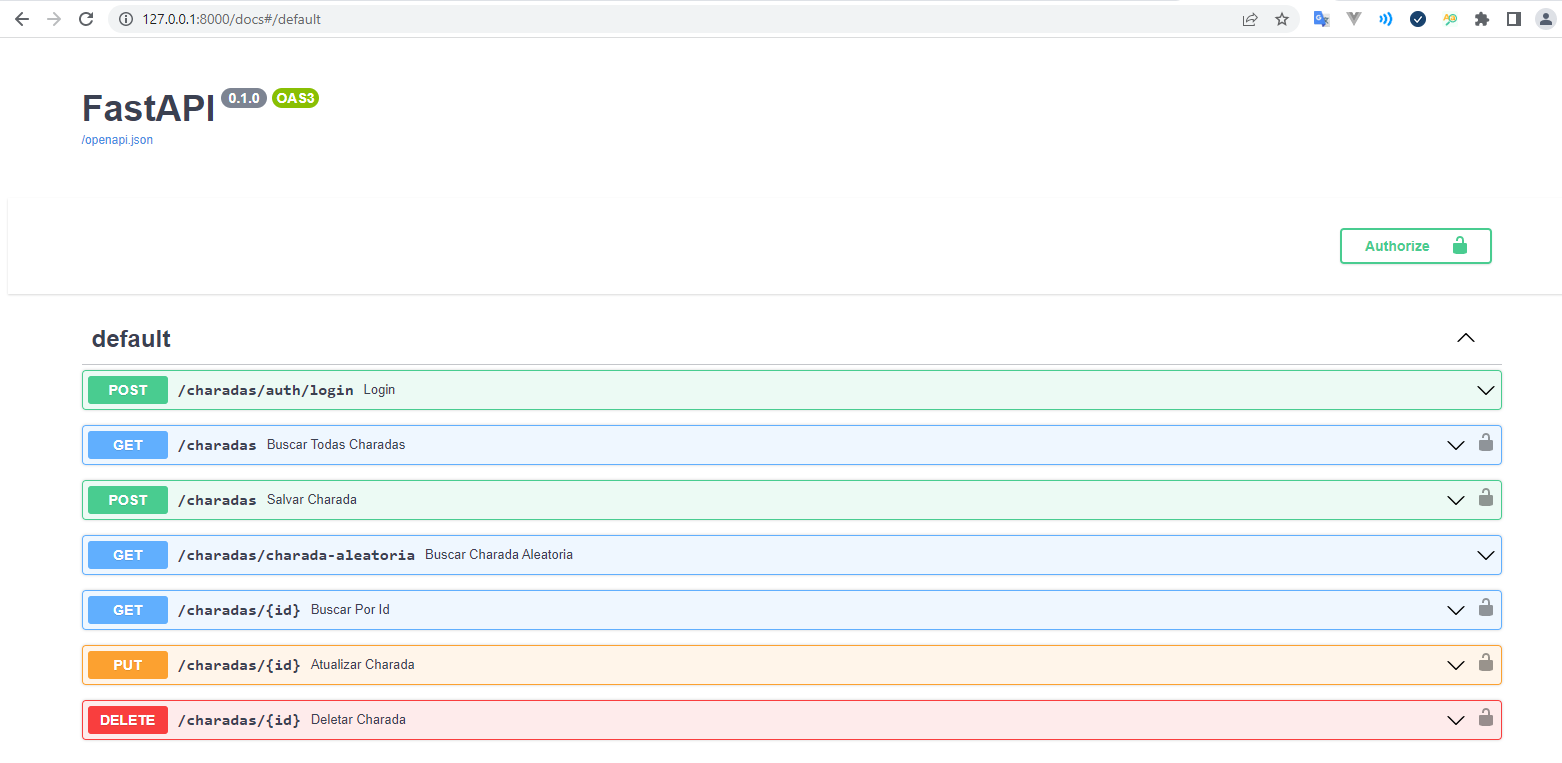 127.0.0.1:8000/docs#/default
FastAPI 0.1.0 OAS3
/openapi.json
Authorize
default
POST /charadas/auth/login Login
GET /charadas Buscar Todas Charadas
POST /charadas Salvar Charada
GET /charadas/charada-aleatoria Buscar Charada Aleatoria
GET /charadas/{id} Buscar Por Id
PUT /charadas/{id} Atualizar Charada
DELETE /charadas/{id} Deletar Charada